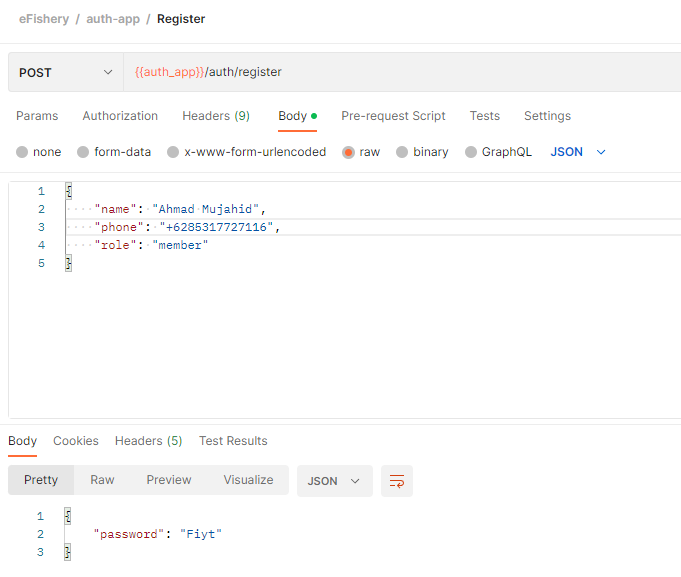 eFishery / auth-app / Register
POST {{auth_app}}/auth/register
Params Authorization Headers (9) Body Pre-request Script Tests Settings
none form-data x-www-form-urlencoded raw binary GraphQL JSON
1 {
2 "name": "Ahmad Mujahid",
3 "phone": "+6285317727116",
4 "role": "member"
5 }
Body Cookies Headers (5) Test Results
Pretty Raw Preview Visualize JSON
1 {
2 "password": "Fiyt"
3 }